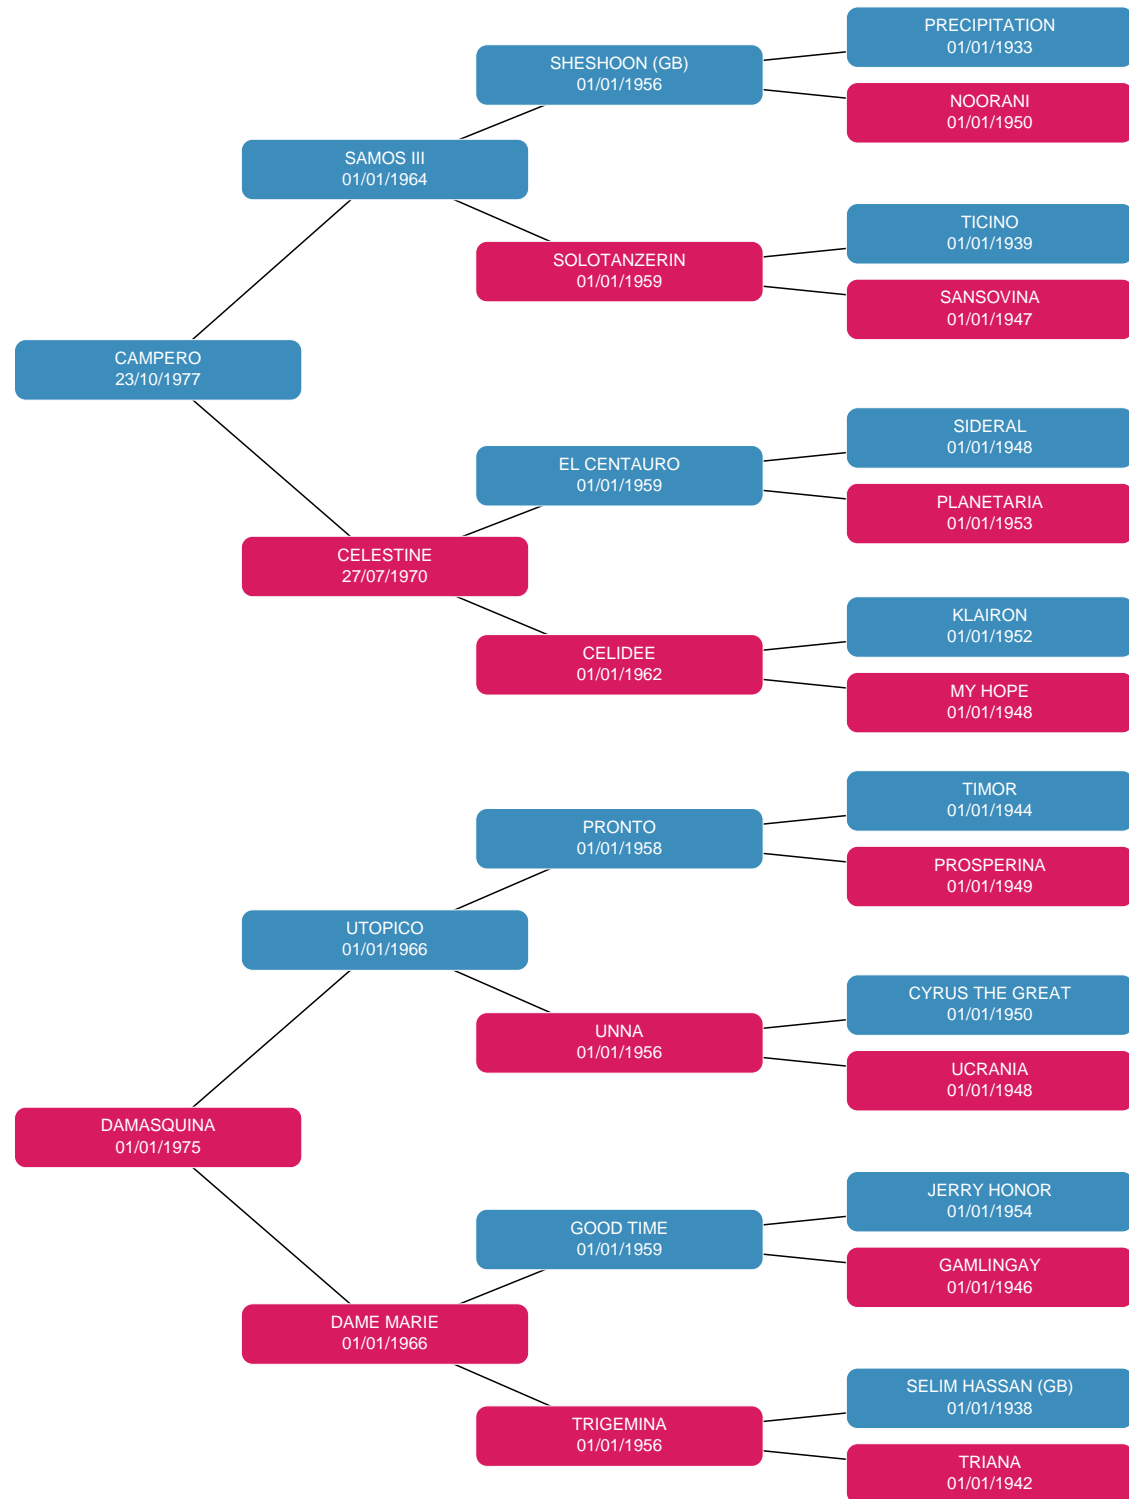 PRECIPITATION
01/01/1933
SHESHOON (GB)
01/01/1956
NOORANI
01/01/1950
SAMOS III
01/01/1964
TICINO
01/01/1939
SOLOTANZERIN
01/01/1959
SANSOVINA
01/01/1947
CAMPERO
23/10/1977
SIDERAL
01/01/1948
EL CENTAURO
01/01/1959
PLANETARIA
01/01/1953
CELESTINE
27/07/1970
KLAIRON
01/01/1952
CELIDEE
01/01/1962
MY HOPE
01/01/1948
TIMOR
01/01/1944
PRONTO
01/01/1958
PROSPERINA
01/01/1949
UTOPICO
01/01/1966
CYRUS THE GREAT
01/01/1950
UNNA
01/01/1956
UCRANIA
01/01/1948
DAMASQUINA
01/01/1975
JERRY HONOR
01/01/1954
GOOD TIME
01/01/1959
GAMLINGAY
01/01/1946
DAME MARIE
01/01/1966
SELIM HASSAN (GB)
01/01/1938
TRIGEMINA
01/01/1956
TRIANA
01/01/1942